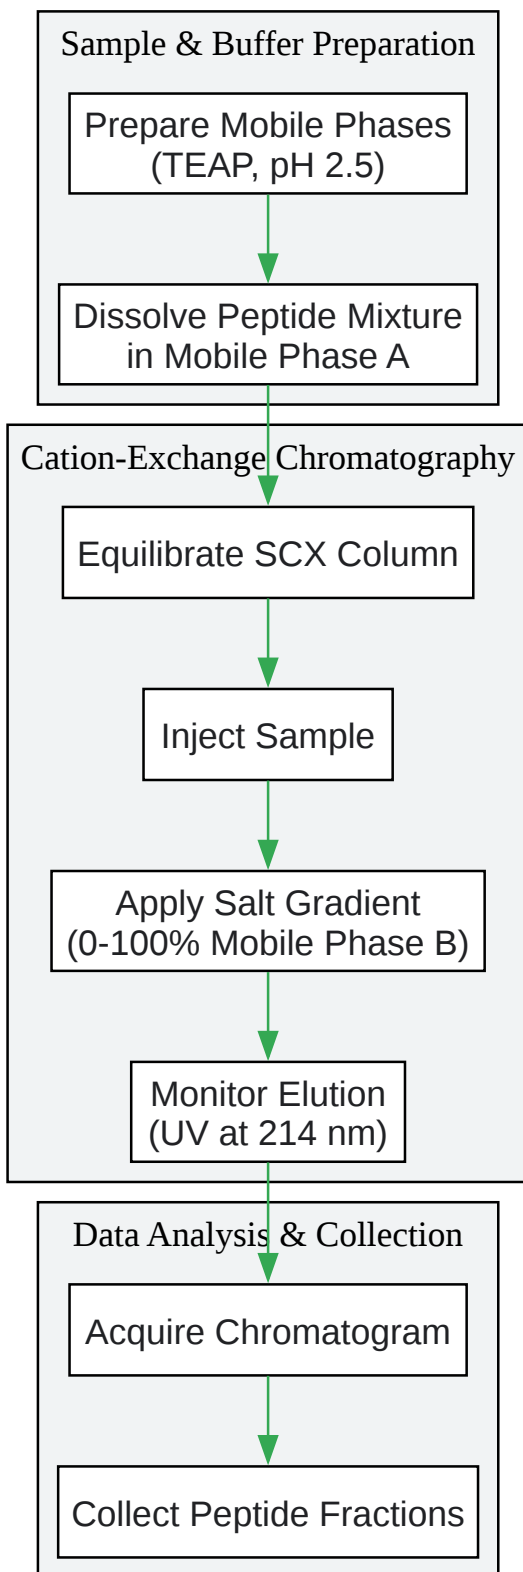 Sample & Buffer Preparation
Prepare Mobile Phases
(TEAP, pH 2.5)
Dissolve Peptide Mixture
in Mobile Phase A
Cation-Exchange Chromatography
Equilibrate SCX Column
Inject Sample
Apply Salt Gradient
(0-100% Mobile Phase B)
Monitor Elution
(UV at 214 nm)
Data Analysis & Collection
Acquire Chromatogram
Collect Peptide Fractions